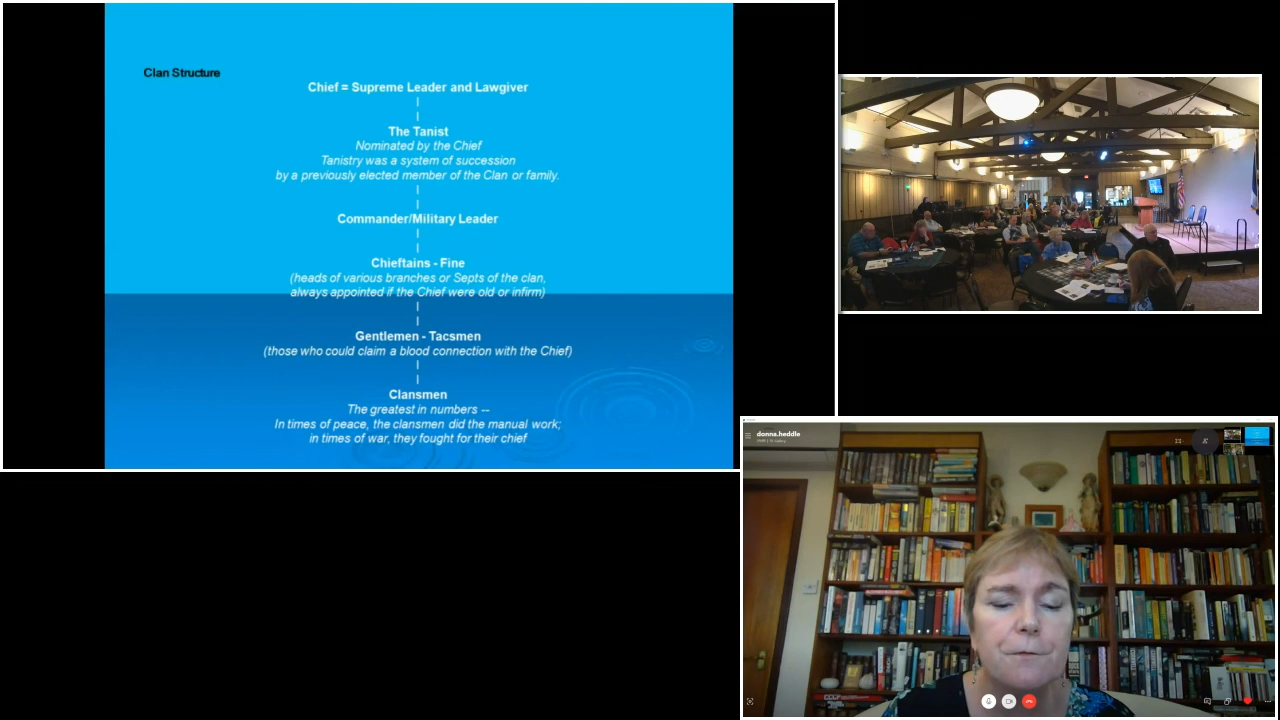 Clan Structure
Chief = Supreme Leader and Lawgiver
The Tanist
Nominated by the Chief
Tanistry was a system of succession
by a previously elected member of the Clan or family.
Commander/Military Leader
Chieftains - Fine
(heads of various branches or Septs of the clan,
always appointed if the Chief were old or infirm)
Gentlemen - Tacsmen
(those who could claim a blood connection with the Chief)
Clansmen
The greatest in numbers --
In times of peace, the clansmen did the manual work;
in times of war, they fought for their chief
donna.heddle